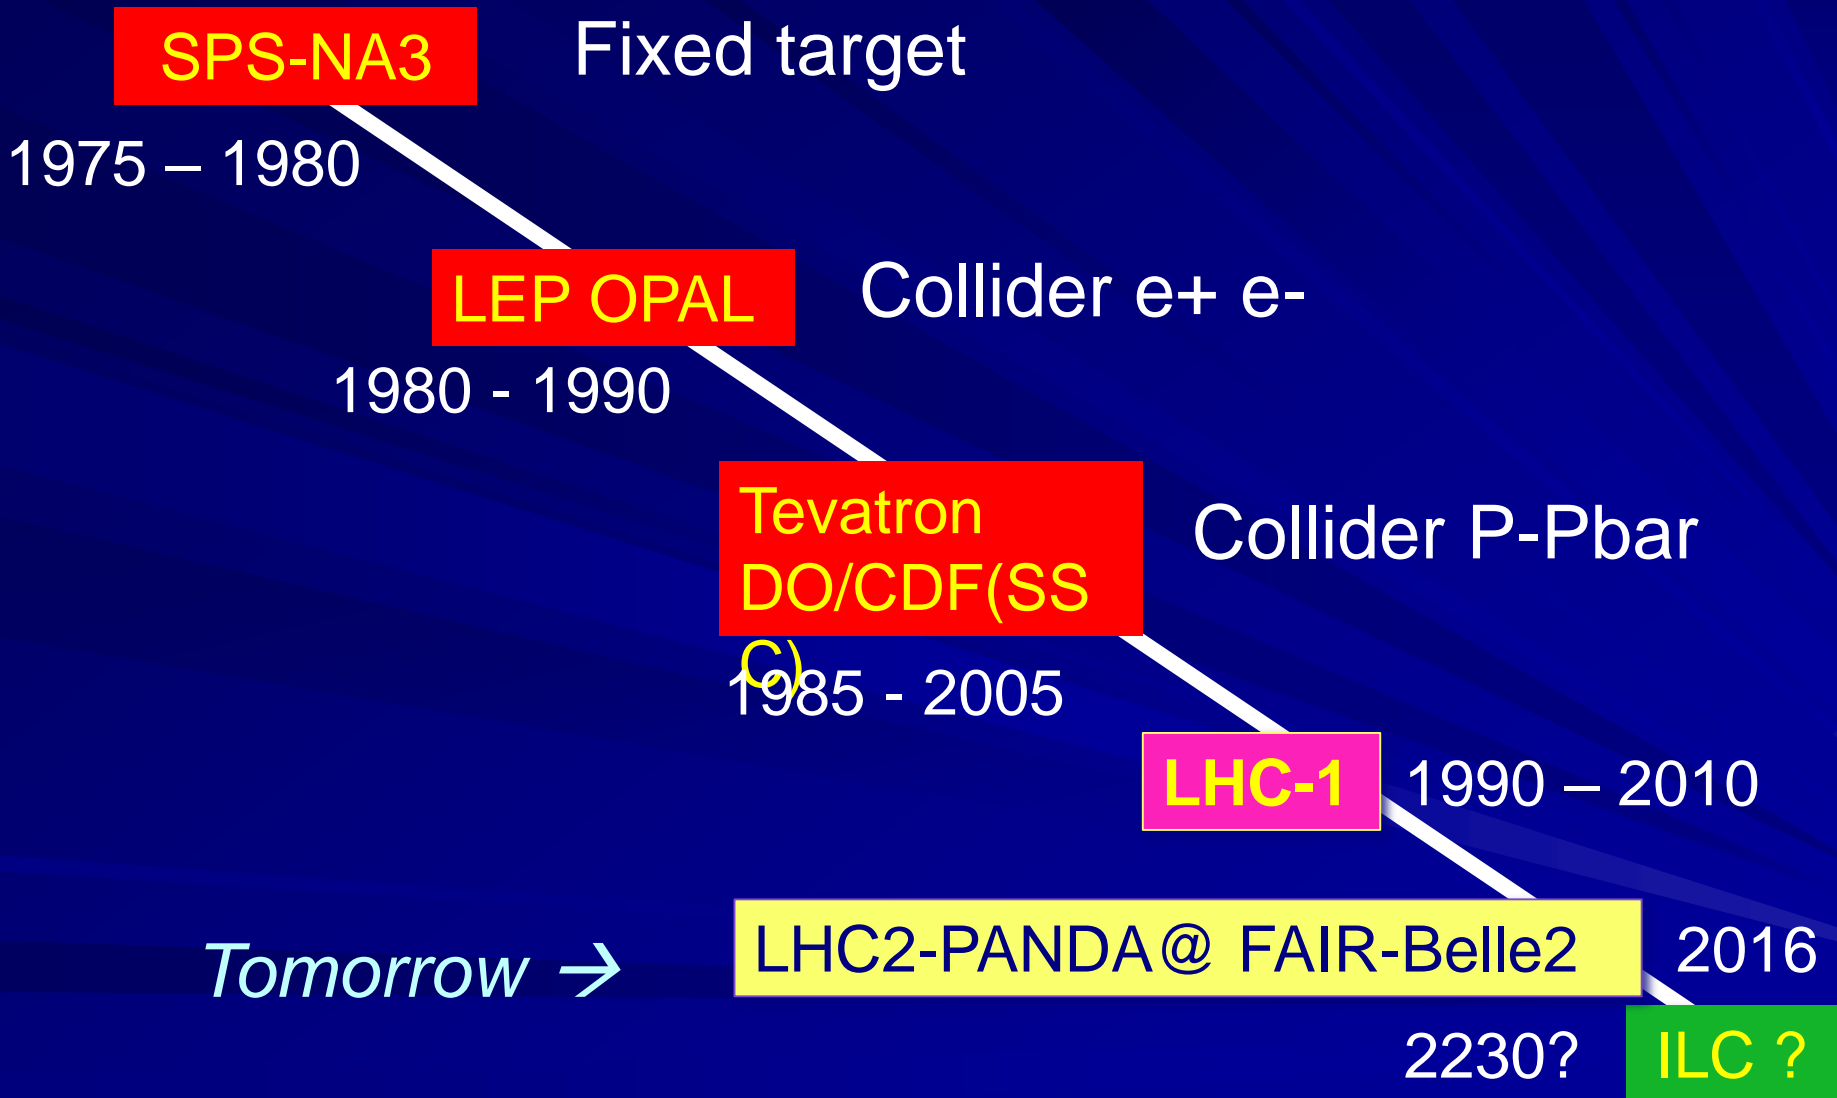 SPS-NA3
Fixed target
1975 – 1980
LEP OPAL
Collider e+ e-
1980 - 1990
Tevatron
DO/CDF(SS
C)
Collider P-Pbar
1985 - 2005
LHC-1
1990 – 2010
Tomorrow →
LHC2-PANDA@ FAIR-Belle2
2016
2230?
ILC ?